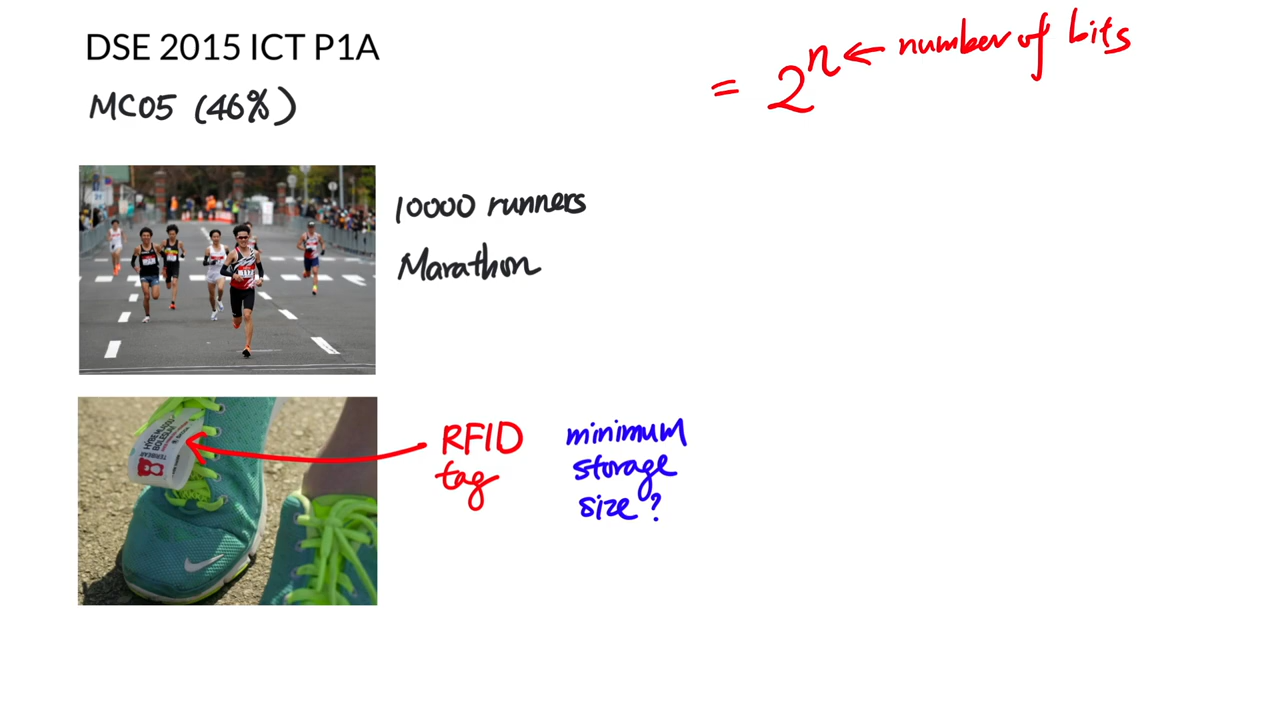 DSE 2015 ICT P1A
MC05 (46%)
= 2ⁿ ← number of bits
10000 runners
Marathon
RFID
tag
minimum
storage
size?